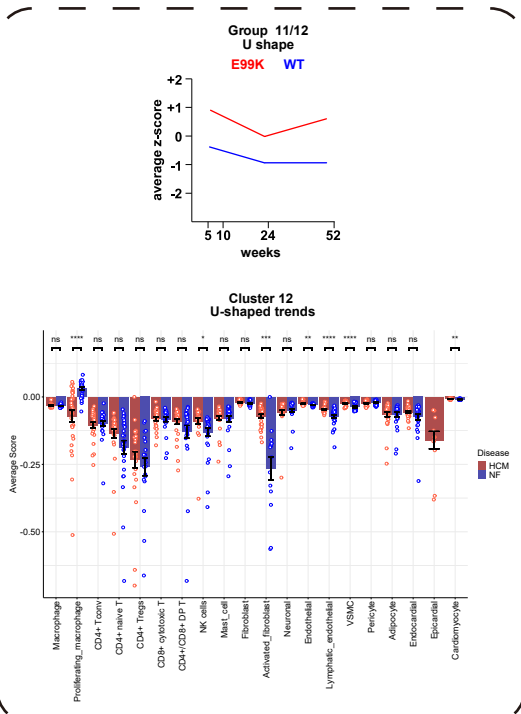 Group 11/12
U shape
E99K WT
average z-score
+2
+1
0
-1
-2
5 10 24 52
weeks
Cluster 12
U-shaped trends
ns **** ns ns ns ns ns * ns ns *** ns ** **** **** ns ns ns **
Average Score
0.00
-0.25
-0.50
Disease
HCM
NF
Macrophage
Proliferating_macrophage
CD4+ Tconv
CD4+ naive T
CD4+ Tregs
CD8+ cytotoxic T
CD4+/CD8+ DP T
NK cells
Mast_cell
Fibroblast
Activated_fibroblast
Neuronal
Endothelial
Lymphatic_endothelial
VSMC
Pericyte
Adipocyte
Endocardial
Epicardial
Cardiomyocyte